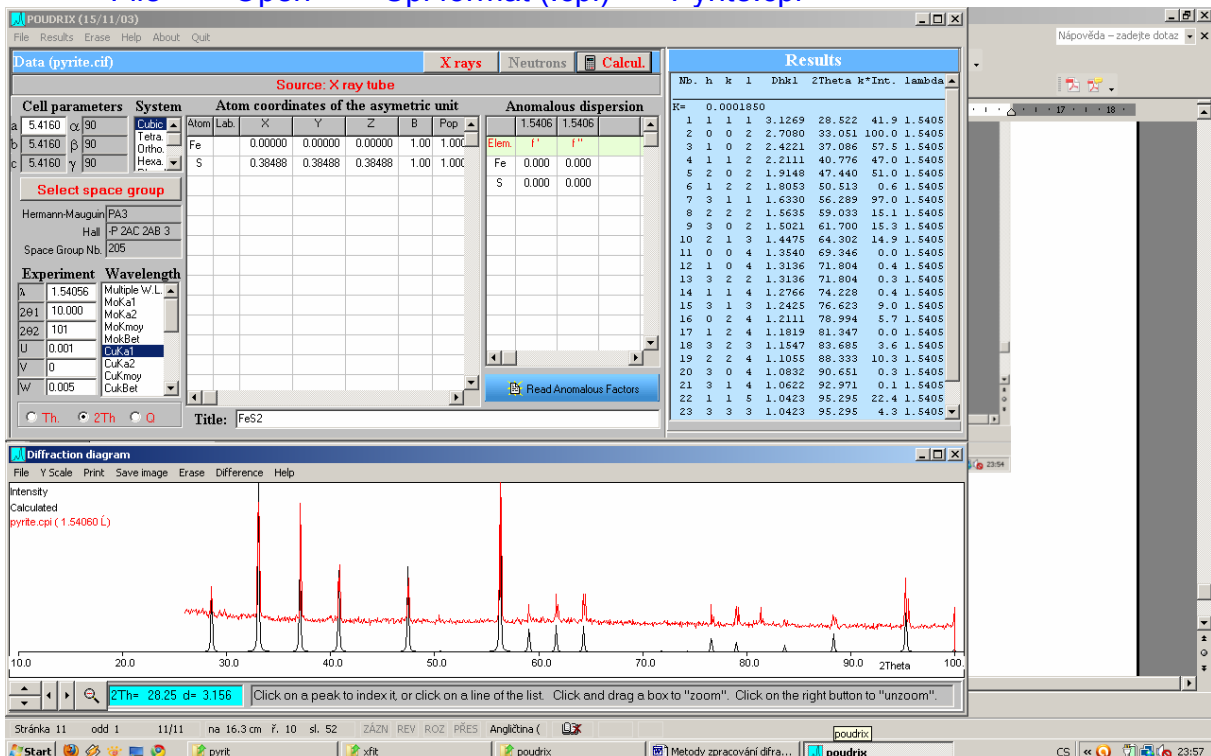 File Open Cpi format (.cpi) Pyrite.cpi
POUDRIX (15/11/03)
File Results Erase Help About Quit
Nápověda – zadejte dotaz
Data (pyrite.cif) X rays Neutrons Calcul.
Source: X ray tube
Cell parameters System Atom coordinates of the asymetric unit Anomalous dispersion
a 5.4160 α 90
b 5.4160 β 90
c 5.4160 γ 90
Cubic
Tetra.
Ortho.
Hexa.
Atom Lab. X Y Z B Pop
Fe 0.00000 0.00000 0.00000 1.00 1.000
S 0.38488 0.38488 0.38488 1.00 1.000
1.5406 1.5406
Elem. f ' f "
Fe 0.000 0.000
S 0.000 0.000
Select space group
Hermann-Mauguin PA3
Hall -P 2AC 2AB 3
Space Group Nb. 205
Experiment Wavelength
λ 1.54056
2θ1 10.000
2θ2 101
U 0.001
V 0
W 0.005
Multiple W.L.
MoKa1
MoKa2
MoKmoy
MokBet
CuKa1
CuKa2
CuKmoy
CukBet
Th. 2Th Q
Title: FeS2
Read Anomalous Factors
Results
Nb. h k l Dhkl 2Theta k*Int. lambda
K= 0.0001850
1 1 1 1 3.1269 28.522 41.9 1.5405
2 0 0 2 2.7080 33.051 100.0 1.5405
3 1 0 2 2.4221 37.086 57.5 1.5405
4 1 1 2 2.2111 40.776 47.0 1.5405
5 2 0 2 1.9148 47.440 51.0 1.5405
6 1 2 2 1.8053 50.513 0.6 1.5405
7 3 1 1 1.6330 56.289 97.0 1.5405
8 2 2 2 1.5635 59.033 15.1 1.5405
9 3 0 2 1.5021 61.700 15.3 1.5405
10 2 1 3 1.4475 64.302 14.9 1.5405
11 0 0 4 1.3540 69.346 0.0 1.5405
12 1 0 4 1.3136 71.804 0.4 1.5405
13 3 2 2 1.3136 71.804 0.3 1.5405
14 1 1 4 1.2766 74.228 0.4 1.5405
15 3 1 3 1.2425 76.623 9.0 1.5405
16 0 2 4 1.2111 78.994 5.7 1.5405
17 1 2 4 1.1819 81.347 0.0 1.5405
18 3 2 3 1.1547 83.685 3.6 1.5405
19 2 2 4 1.1055 88.333 10.3 1.5405
20 3 0 4 1.0832 90.651 0.3 1.5405
21 3 1 4 1.0622 92.971 0.1 1.5405
22 1 1 5 1.0423 95.295 22.4 1.5405
23 3 3 3 1.0423 95.295 4.3 1.5405
17 18
23:54
Diffraction diagram
File Y Scale Print Save image Erase Difference Help
Intensity
Calculated
pyrite.cpi ( 1.54060 Ĺ)
10.0 20.0 30.0 40.0 50.0 60.0 70.0 80.0 90.0 2Theta 100.
2Th= 28.25 d= 3.156 Click on a peak to index it, or click on a line of the list. Click and drag a box to "zoom". Click on the right button to "unzoom".
Stránka 11 odd 1 11/11 na 16.3 cm ř. 10 sl. 52 ZÁZN REV ROZ PŘES Angličtina (
poudrix
Start pyrit xfit poudrix Metody zpracování difra... poudrix CS 23:57